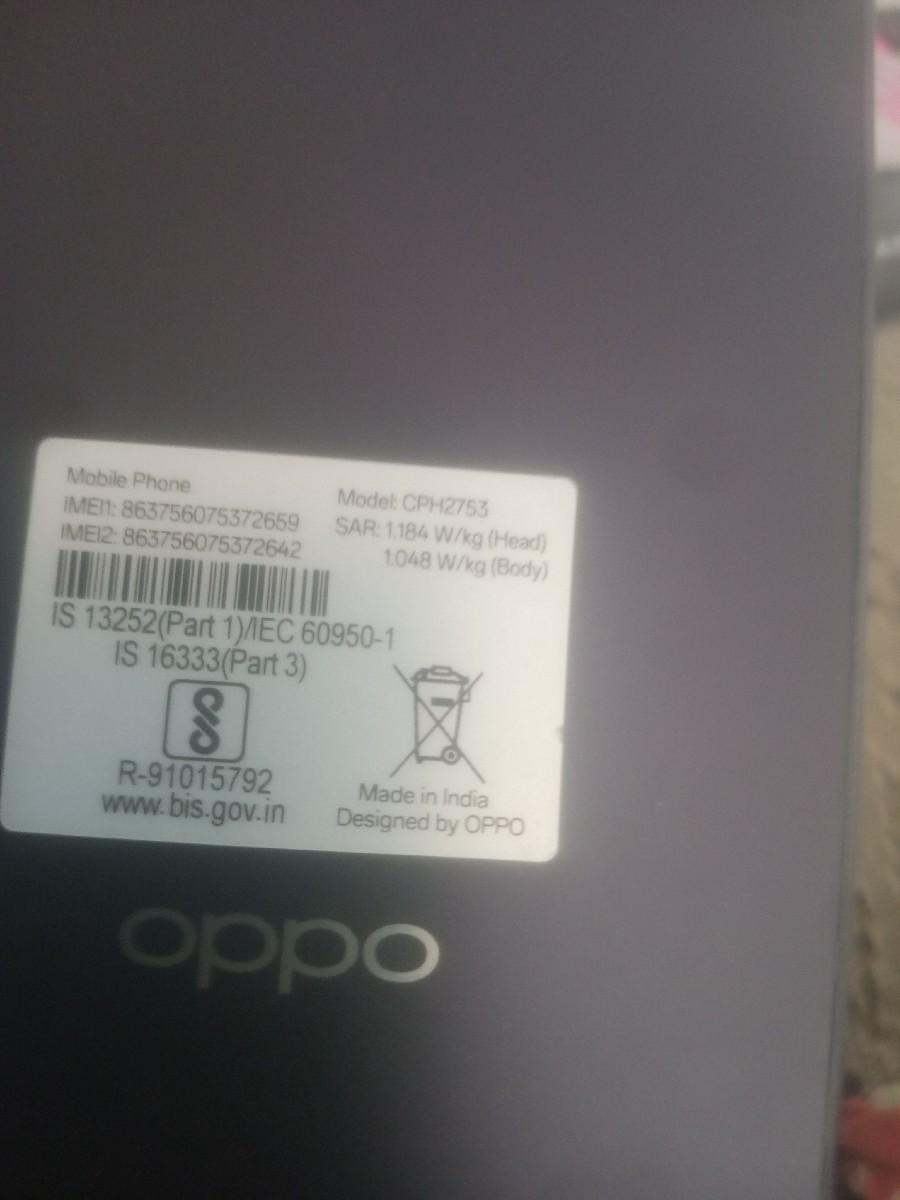 Mobile Phone
IMEI1: 863756075372659
IMEI2: 863756075372642
Model: CPH2753
SAR: 1.184 W/kg (Head)
1.048 W/kg (Body)
IS 13252(Part 1)/IEC 60950-1
IS 16333(Part 3)
R-91015792
www.bis.gov.in
Made in India
Designed by OPPO
oppo